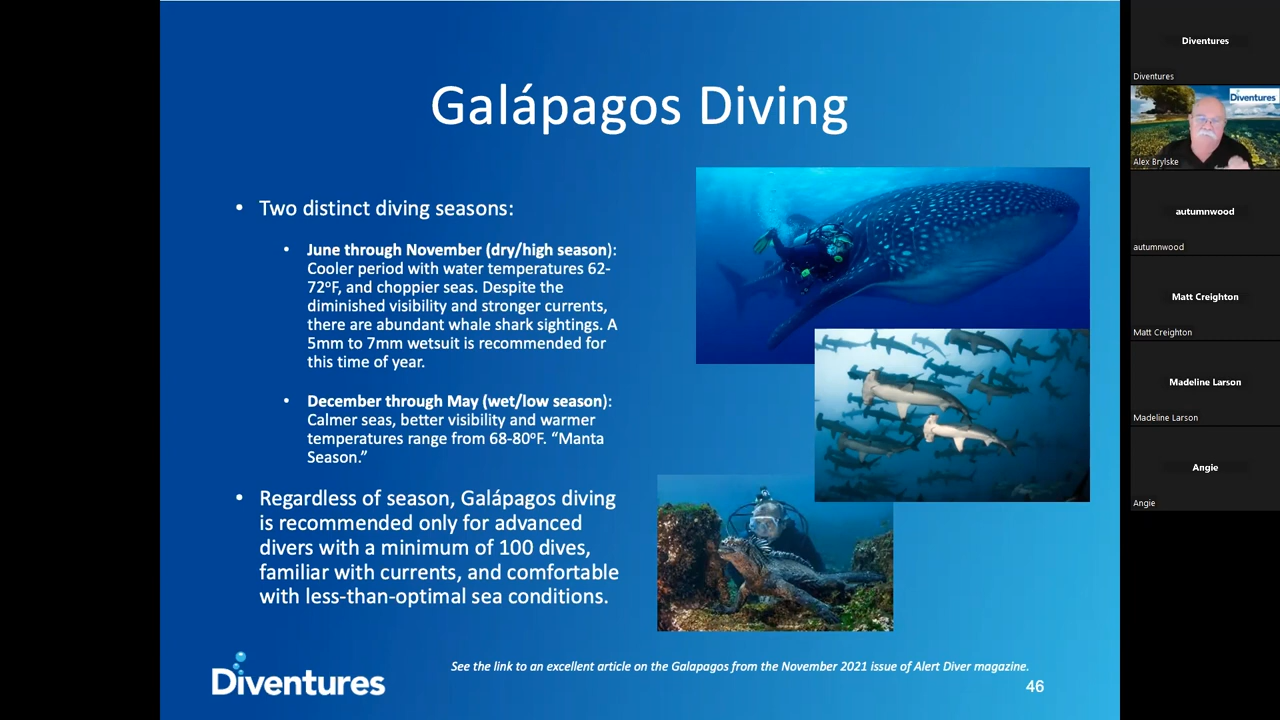 Galápagos Diving
• Two distinct diving seasons:
• June through November (dry/high season):
Cooler period with water temperatures 62-
72ºF, and choppier seas. Despite the
diminished visibility and stronger currents,
there are abundant whale shark sightings. A
5mm to 7mm wetsuit is recommended for
this time of year.
• December through May (wet/low season):
Calmer seas, better visibility and warmer
temperatures range from 68-80ºF. “Manta
Season.”
• Regardless of season, Galápagos diving
is recommended only for advanced
divers with a minimum of 100 dives,
familiar with currents, and comfortable
with less-than-optimal sea conditions.
See the link to an excellent article on the Galapagos from the November 2021 issue of Alert Diver magazine.
Diventures
46
Diventures
Diventures
Diventures
Alex Brylske
autumnwood
autumnwood
Matt Creighton
Matt Creighton
Madeline Larson
Madeline Larson
Angie
Angie